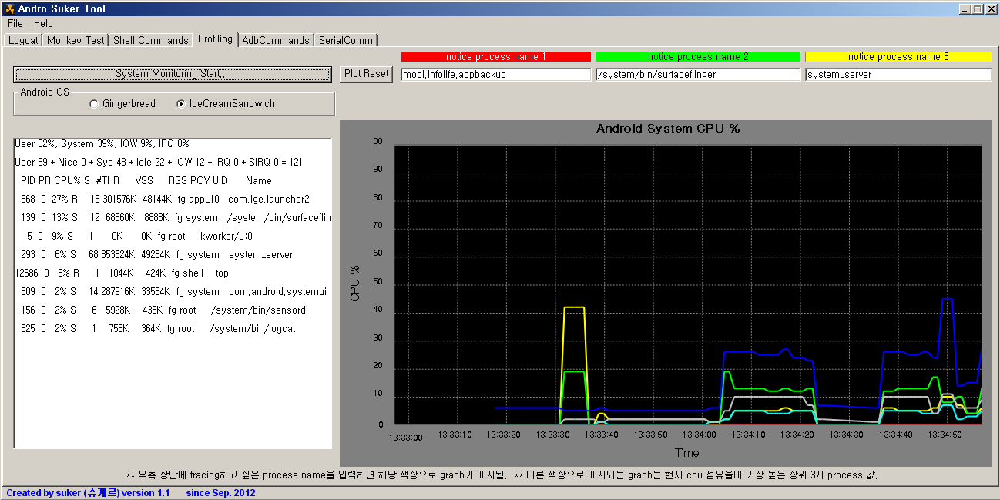 Andro Suker Tool
File Help
Logcat Monkey Test Shell Commands Profiling AdbCommands SerialComm
notice process name 1 notice process name 2 notice process name 3
System Monitoring Start... Plot Reset mobi.infolife.appbackup /system/bin/surfaceflinger system_server
Android OS
Gingerbread IceCreamSandwich
User 32%, System 39%, IOW 9%, IRQ 0%
User 39 + Nice 0 + Sys 48 + Idle 22 + IOW 12 + IRQ 0 + SIRQ 0 = 121
PID PR CPU% S #THR VSS RSS PCY UID Name
668 0 27% R 18 301576K 48144K fg app_10 com.lge.launcher2
139 0 13% S 12 68560K 8888K fg system /system/bin/surfaceflin
5 0 9% S 1 0K 0K fg root kworker/u:0
293 0 6% S 68 353624K 49264K fg system system_server
12686 0 5% R 1 1044K 424K fg shell top
509 0 2% S 14 287916K 33584K fg system com.android.systemui
156 0 2% S 6 5928K 436K fg root /system/bin/sensord
825 0 2% S 1 756K 364K fg root /system/bin/logcat
Android System CPU %
100
90
80
70
60
50
40
30
20
10
0
CPU %
13:33:00 13:33:10 13:33:20 13:33:30 13:33:40 13:33:50 13:34:00 13:34:10 13:34:20 13:34:30 13:34:40 13:34:50
Time
** 우측 상단에 tracing하고 싶은 process name을 입력하면 해당 색상으로 graph가 표시됨. ** 다른 색상으로 표시되는 graph는 현재 cpu 점유율이 가장 높은 상위 3개 process 값.
Created by suker (슈케르) version 1.1 since Sep. 2012